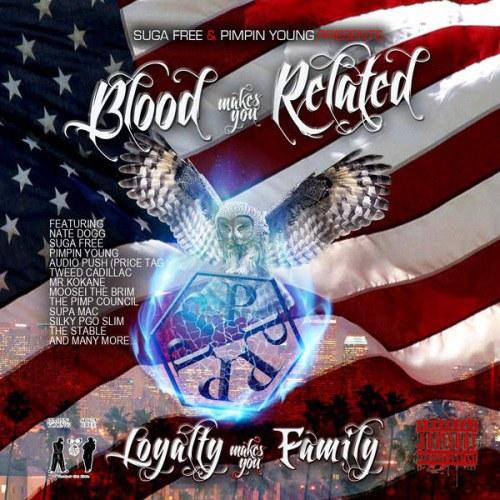 SUGA FREE & PIMPIN YOUNG PRESENTS
Blood makes you Related
FEATURING
NATE DOGG
SUGA FREE
PIMPIN YOUNG
AUDIO PUSH (PRICE TAG
TWEED CADILLAC
MR.KOKANE
MOOSEI THE BRIM
THE PIMP COUNCIL
SUPA MAC
SILKY PGO SLIM
THE STABLE
AND MANY MORE.
P
P
P
P
Loyalty makes you Family